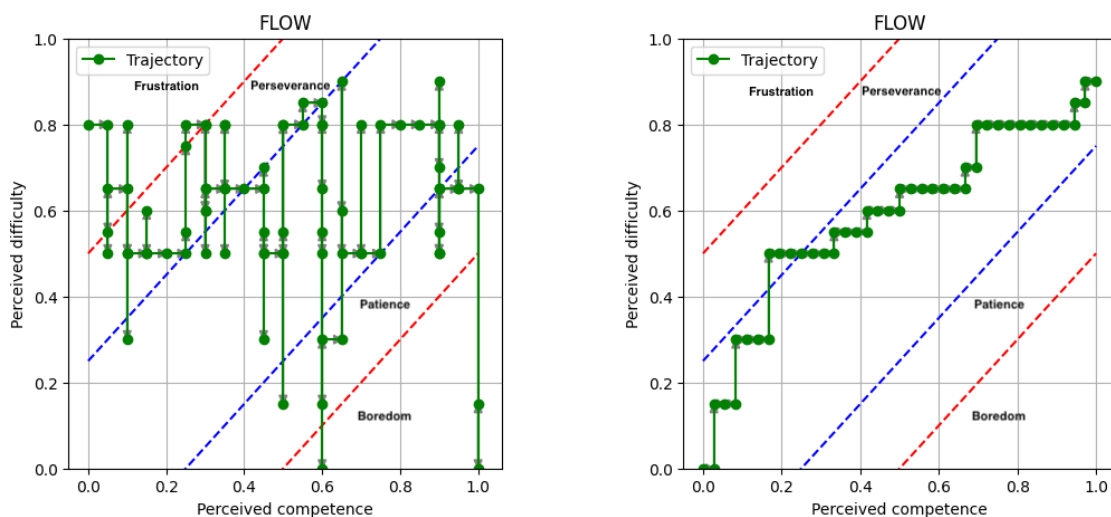 FLOW
1.0
0.8
0.6
0.4
0.2
0.0
Perceived difficulty
Trajectory
Frustration
Perseverance
Patience
Boredom
0.0 0.2 0.4 0.6 0.8 1.0
Perceived competence
FLOW
1.0
0.8
0.6
0.4
0.2
0.0
Perceived difficulty
Trajectory
Frustration
Perseverance
Patience
Boredom
0.0 0.2 0.4 0.6 0.8 1.0
Perceived competence